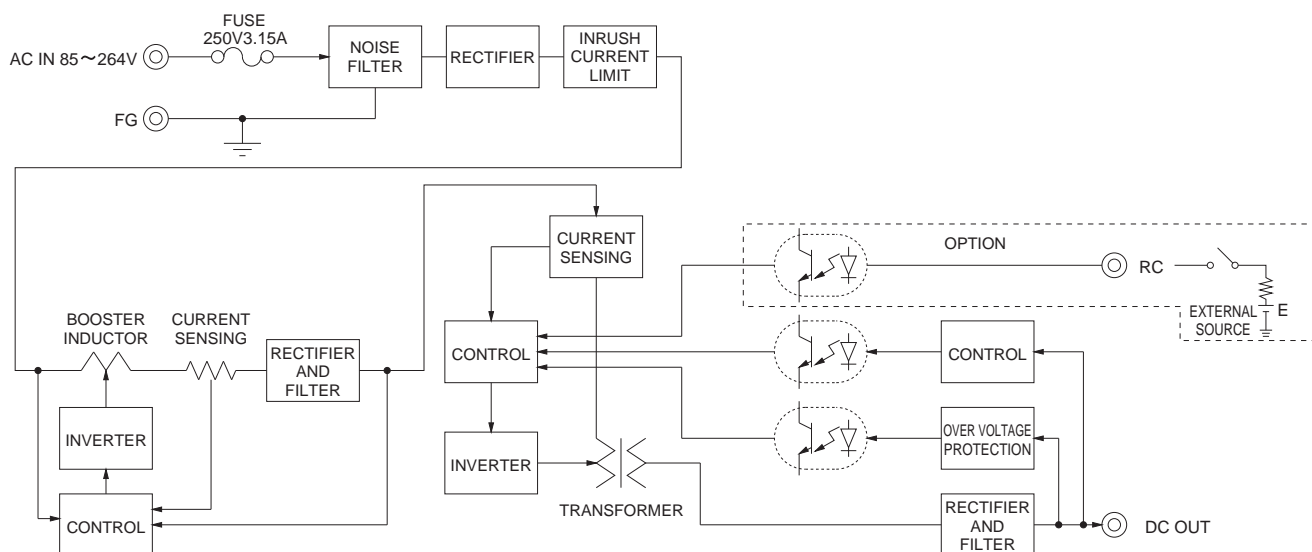 FUSE
250V3.15A
AC IN 85～264V
NOISE
FILTER
RECTIFIER
INRUSH
CURRENT
LIMIT
FG
CURRENT
SENSING
OPTION
RC
E
EXTERNAL
SOURCE
BOOSTER
INDUCTOR
CURRENT
SENSING
RECTIFIER
AND
FILTER
CONTROL
CONTROL
INVERTER
INVERTER
OVER VOLTAGE
PROTECTION
TRANSFORMER
CONTROL
RECTIFIER
AND
FILTER
DC OUT